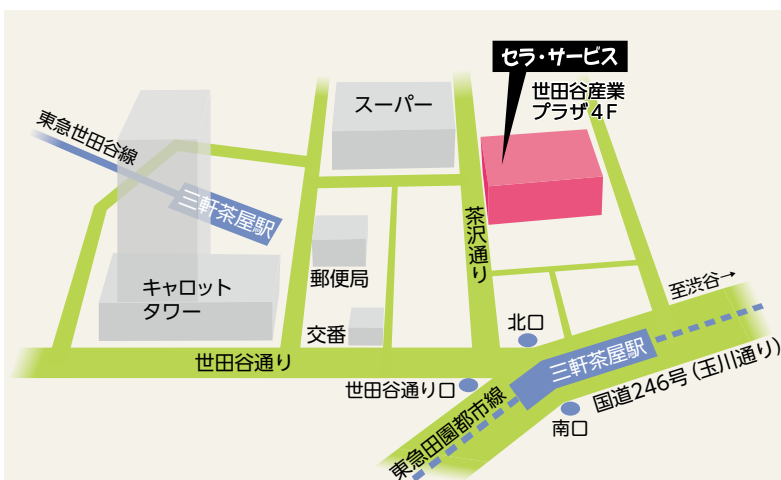 セラ・サービス
世田谷産業
プラザ4F
スーパー
東急世田谷線
三軒茶屋駅
茶沢通り
郵便局
キャロット
タワー
交番
至渋谷→
北口
世田谷通り
三軒茶屋駅
世田谷通り口
国道246号(玉川通り)
東急田園都市線
南口